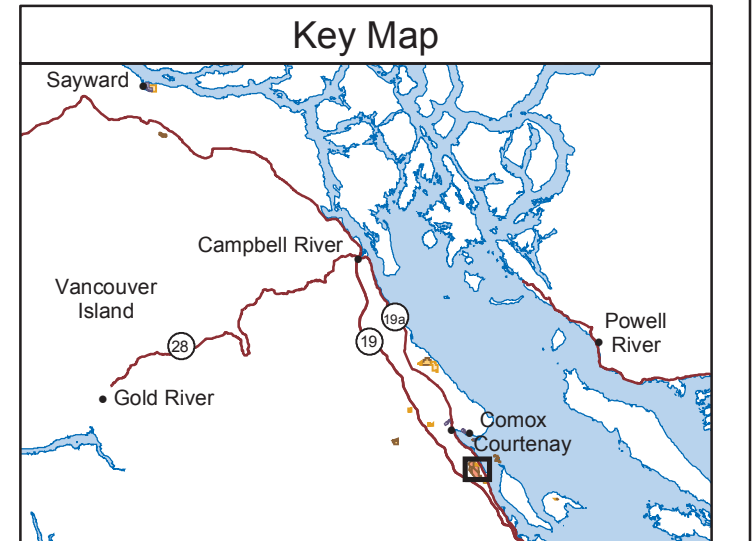 Key Map
Sayward
Campbell River
Vancouver
Island
19a
19
28
Powell
River
Gold River
Comox
Courtenay